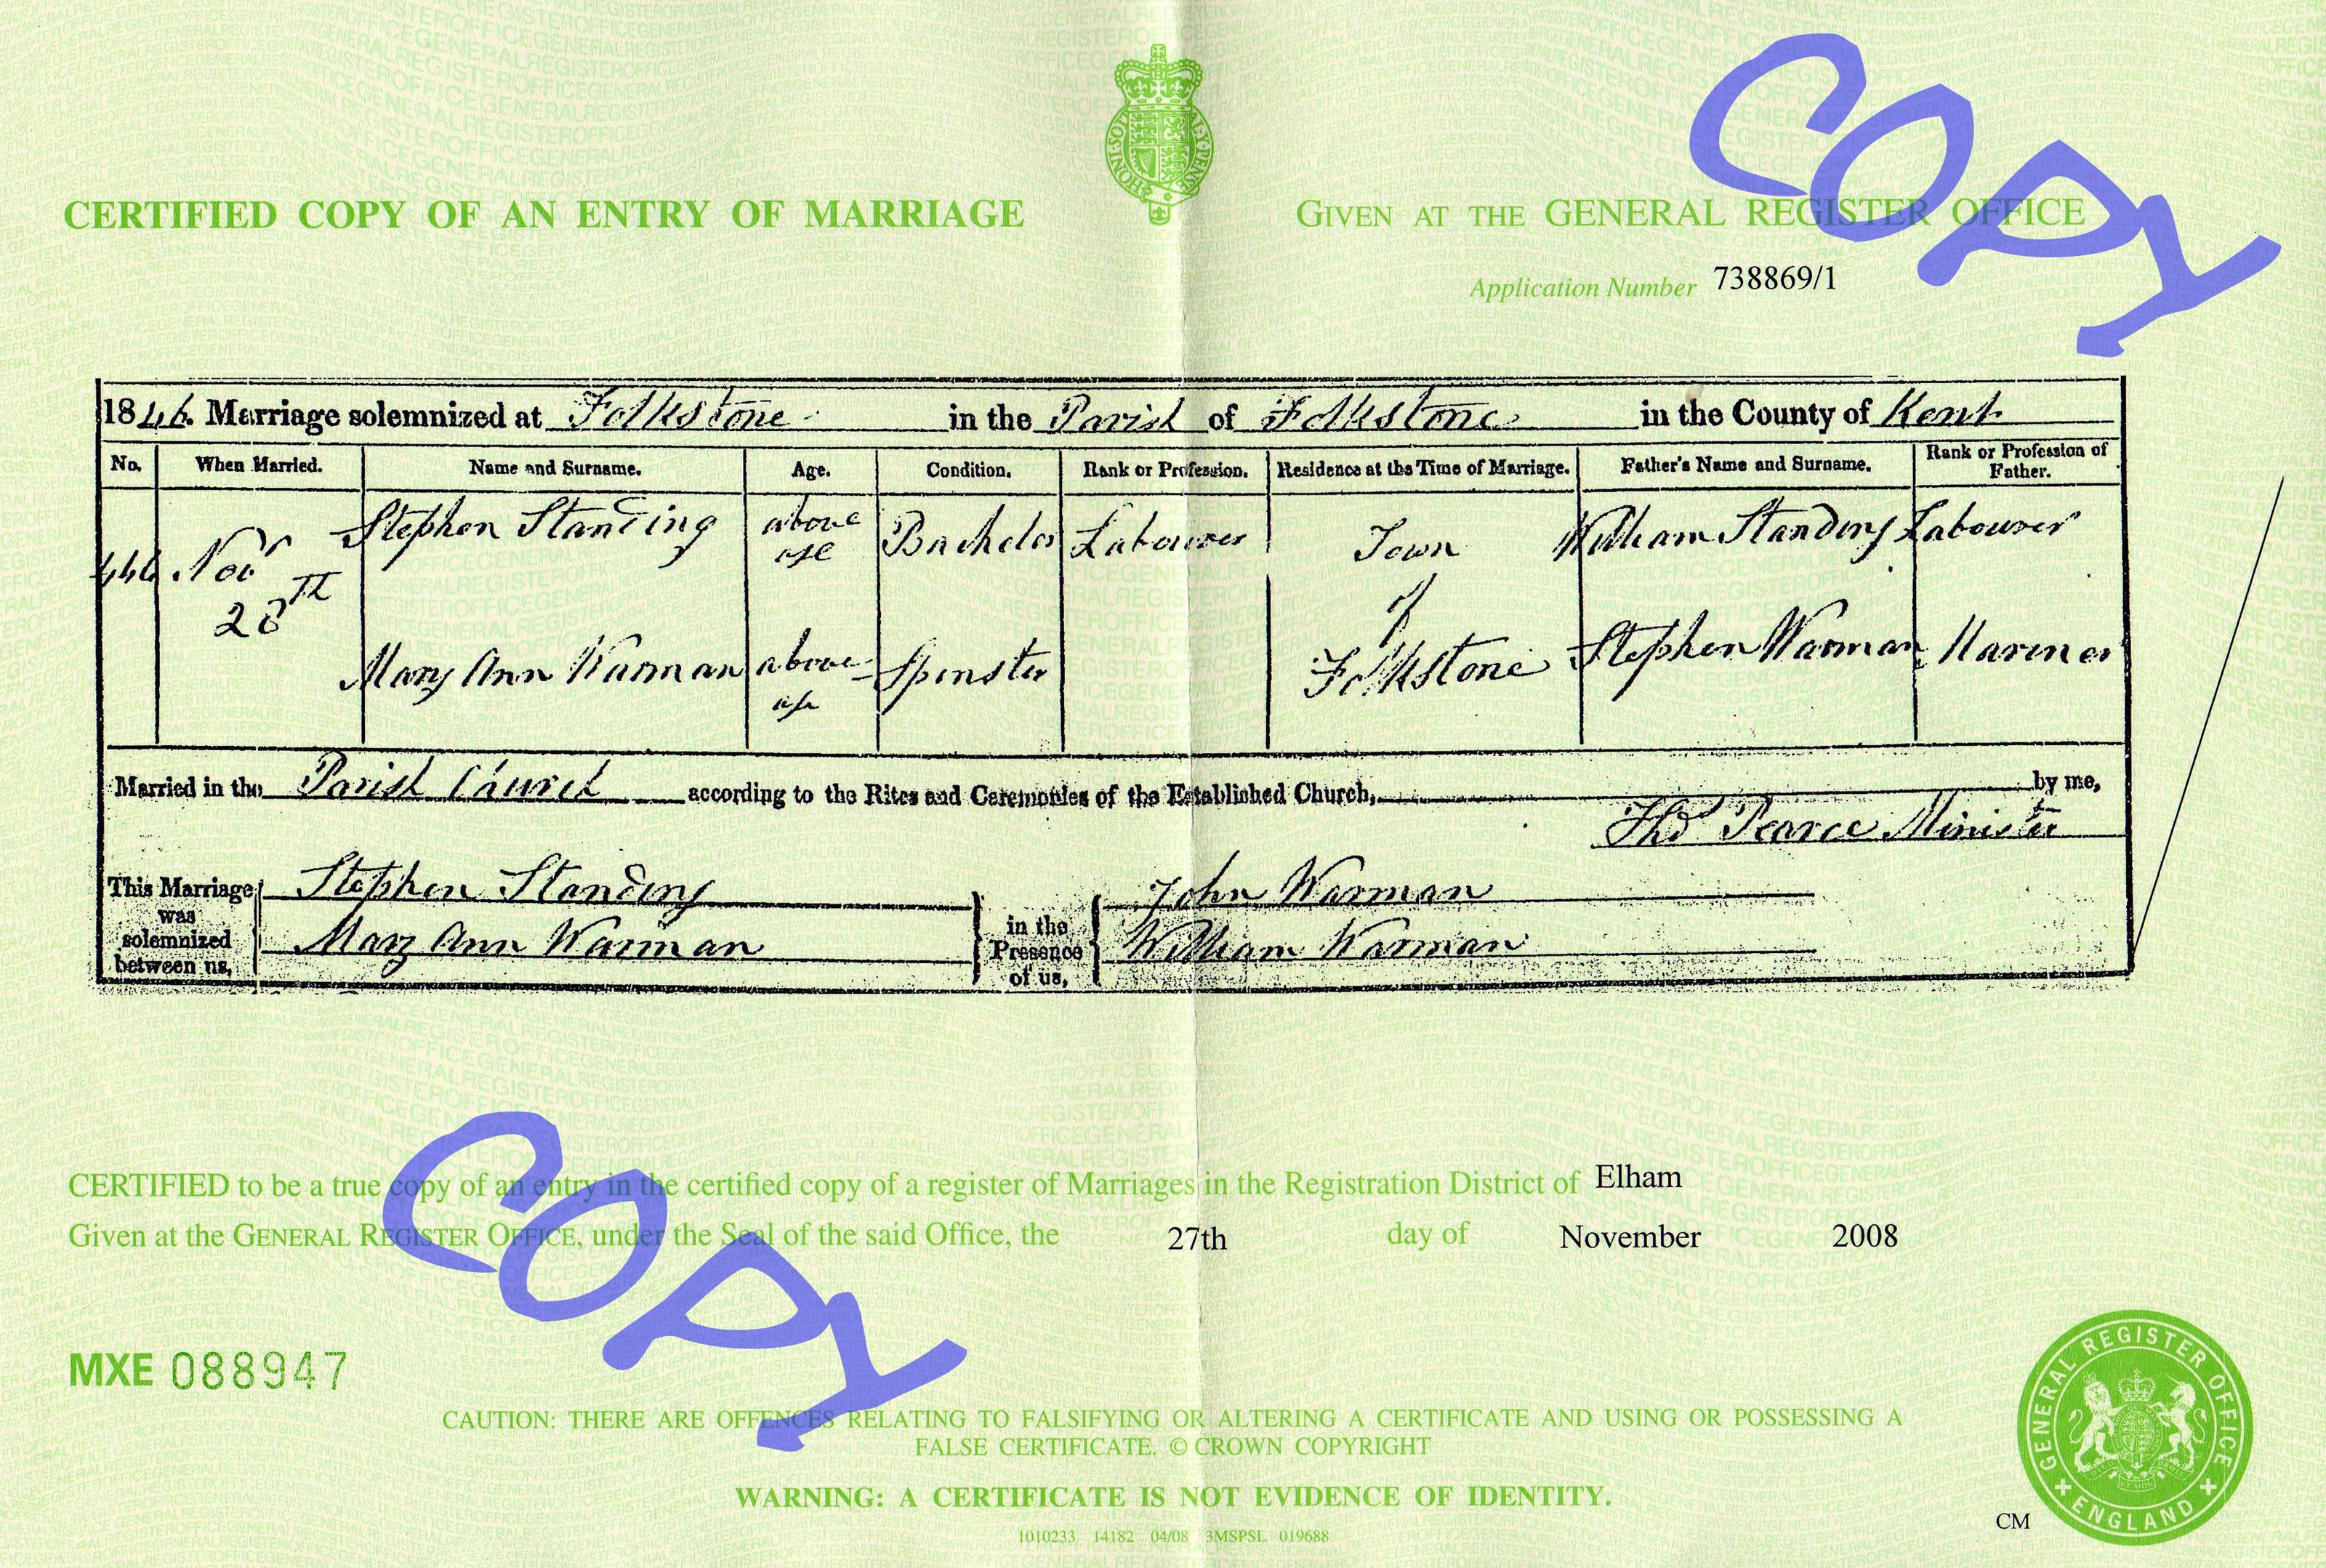 CERTIFIED COPY OF AN ENTRY OF MARRIAGE
GIVEN AT THE GENERAL REGISTER OFFICE
COPY
Application Number 738869/1
1846. Marriage solemnized at Folkstone in the Parish of Folkstone in the County of Kent
No. When Married. Name and Surname. Age. Condition. Rank or Profession. Residence at the Time of Marriage. Father's Name and Surname. Rank or Profession of Father.
Nov 28th Stephen Standing above age Bachelor Labourer Town of Folkstone William Standing Labourer
Mary Ann Warman above age Spinster Stephen Warman Mariner
Married in the Parish Church according to the Rites and Ceremonies of the Established Church, by me,
Thos Pearce Minister
This Marriage was solemnized between us, Stephen Standing
Mary Ann Warman
in the Presence of us, John Warman
William Warman
CERTIFIED to be a true copy of an entry in the certified copy of a register of Marriages in the Registration District of Elham
Given at the GENERAL REGISTER OFFICE, under the Seal of the said Office, the 27th day of November 2008
COPY
MXE 088947
CAUTION: THERE ARE OFFENCES RELATING TO FALSIFYING OR ALTERING A CERTIFICATE AND USING OR POSSESSING A
FALSE CERTIFICATE. © CROWN COPYRIGHT
WARNING: A CERTIFICATE IS NOT EVIDENCE OF IDENTITY.
1010233 14182 04/08 3MSPSL 019688
CM
GENERAL REGISTER OFFICE
ENGLAND